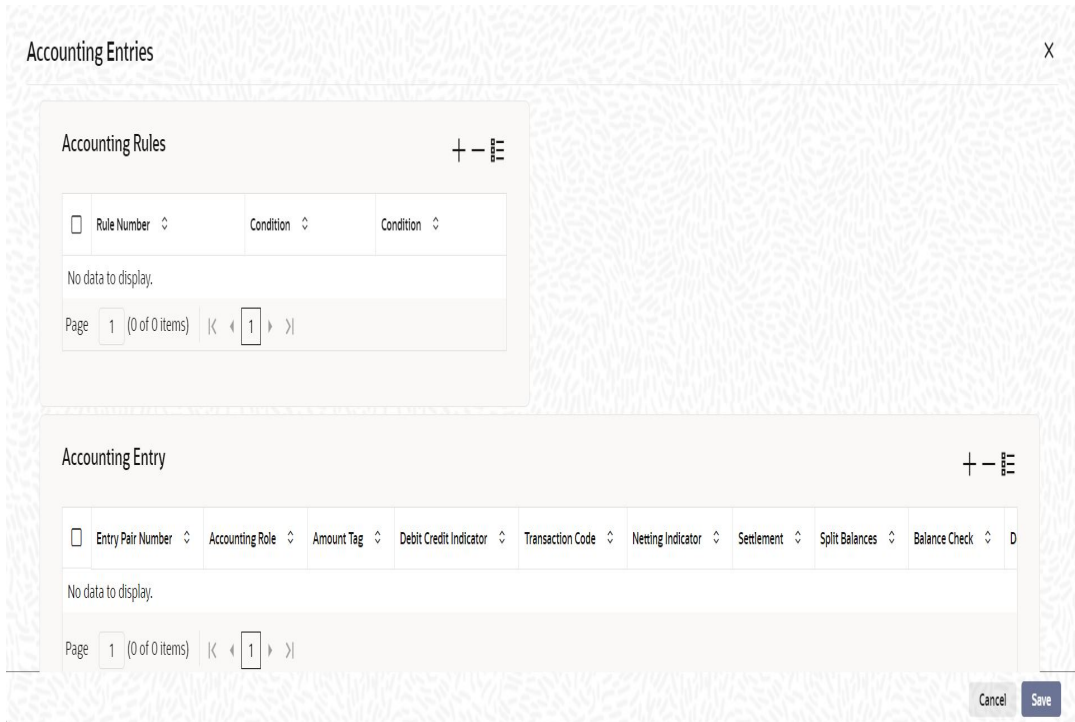 Accounting Entries X
Accounting Rules
Rule Number Condition Condition
No data to display.
Page 1 (0 of 0 items) 1
Accounting Entry
Entry Pair Number Accounting Role Amount Tag Debit Credit Indicator Transaction Code Netting Indicator Settlement Split Balances Balance Check D
No data to display.
Page 1 (0 of 0 items) 1
Cancel Save